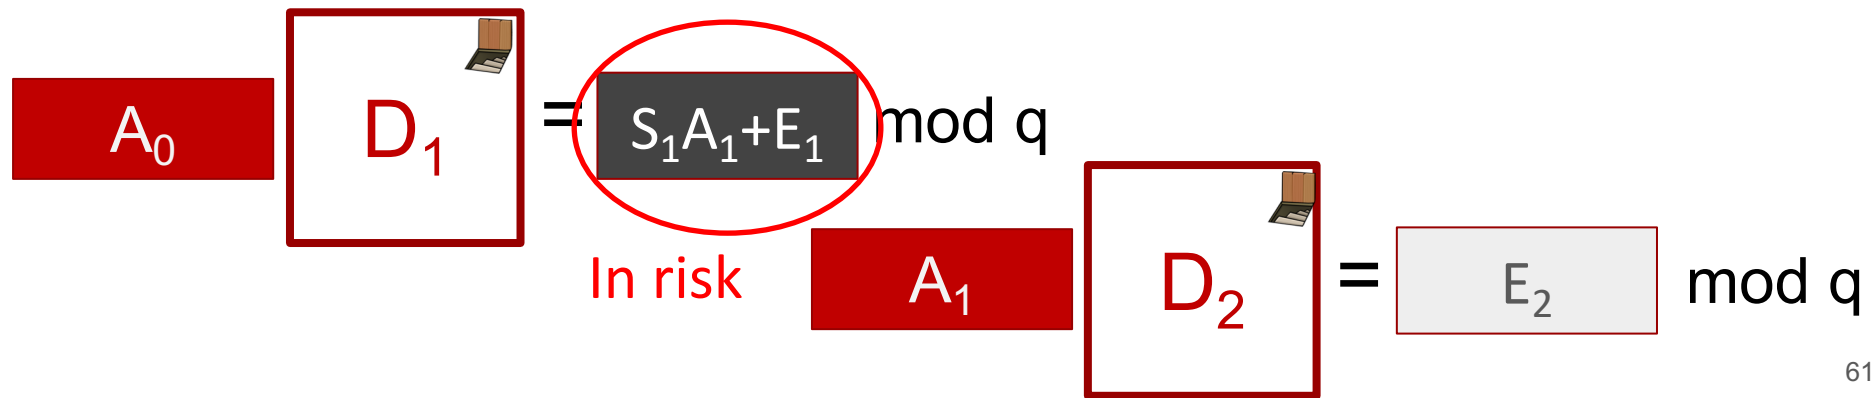 A₀ D₁ = S₁A₁+E₁ mod q
In risk
A₁ D₂ = E₂ mod q
61